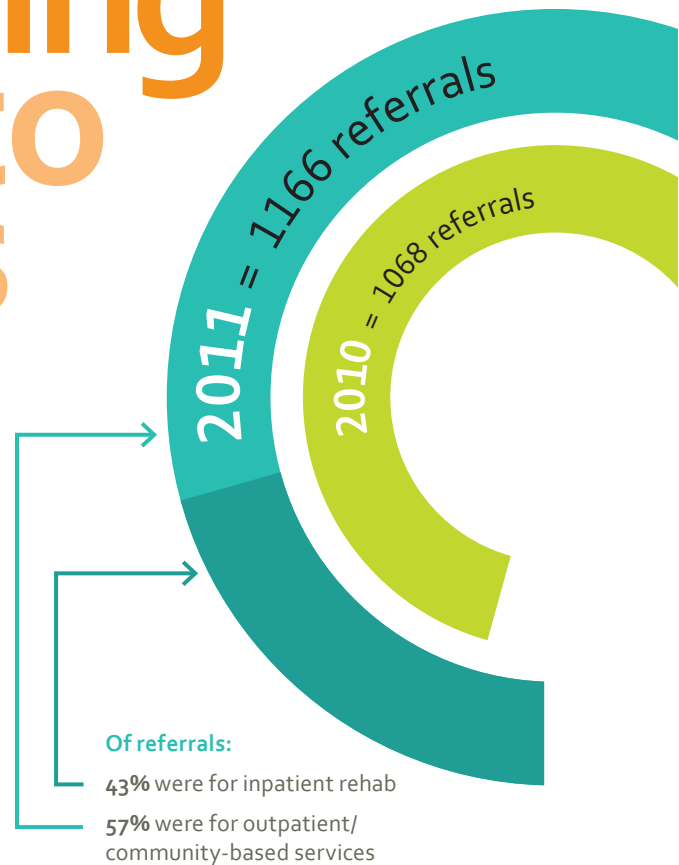 to
2011 = 1166 referrals
2010 = 1068 referrals
Of referrals:
43% were for inpatient rehab
57% were for outpatient/
community-based services